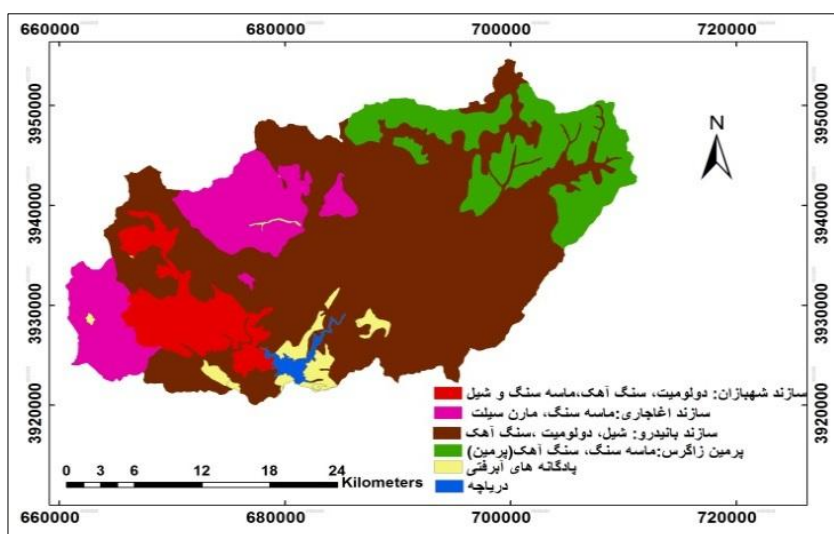 660000 680000 700000 720000
3950000 3950000
N
3940000 3940000
3930000 3930000
3920000 3920000
سازند شهبازان: دولومیت، سنگ آهک،ماسه سنگ و شیل
سازند اغاجاری:ماسه سنگ، مارن سیلت
سازند بانیدرو: شیل، دولومیت ،سنگ آهک
پرمین زاگرس:ماسه سنگ، سنگ آهک(پرمین)
پادگانه های آبرفتی
دریاچه
0 3 6 12 18 24
Kilometers
660000 680000 700000 720000